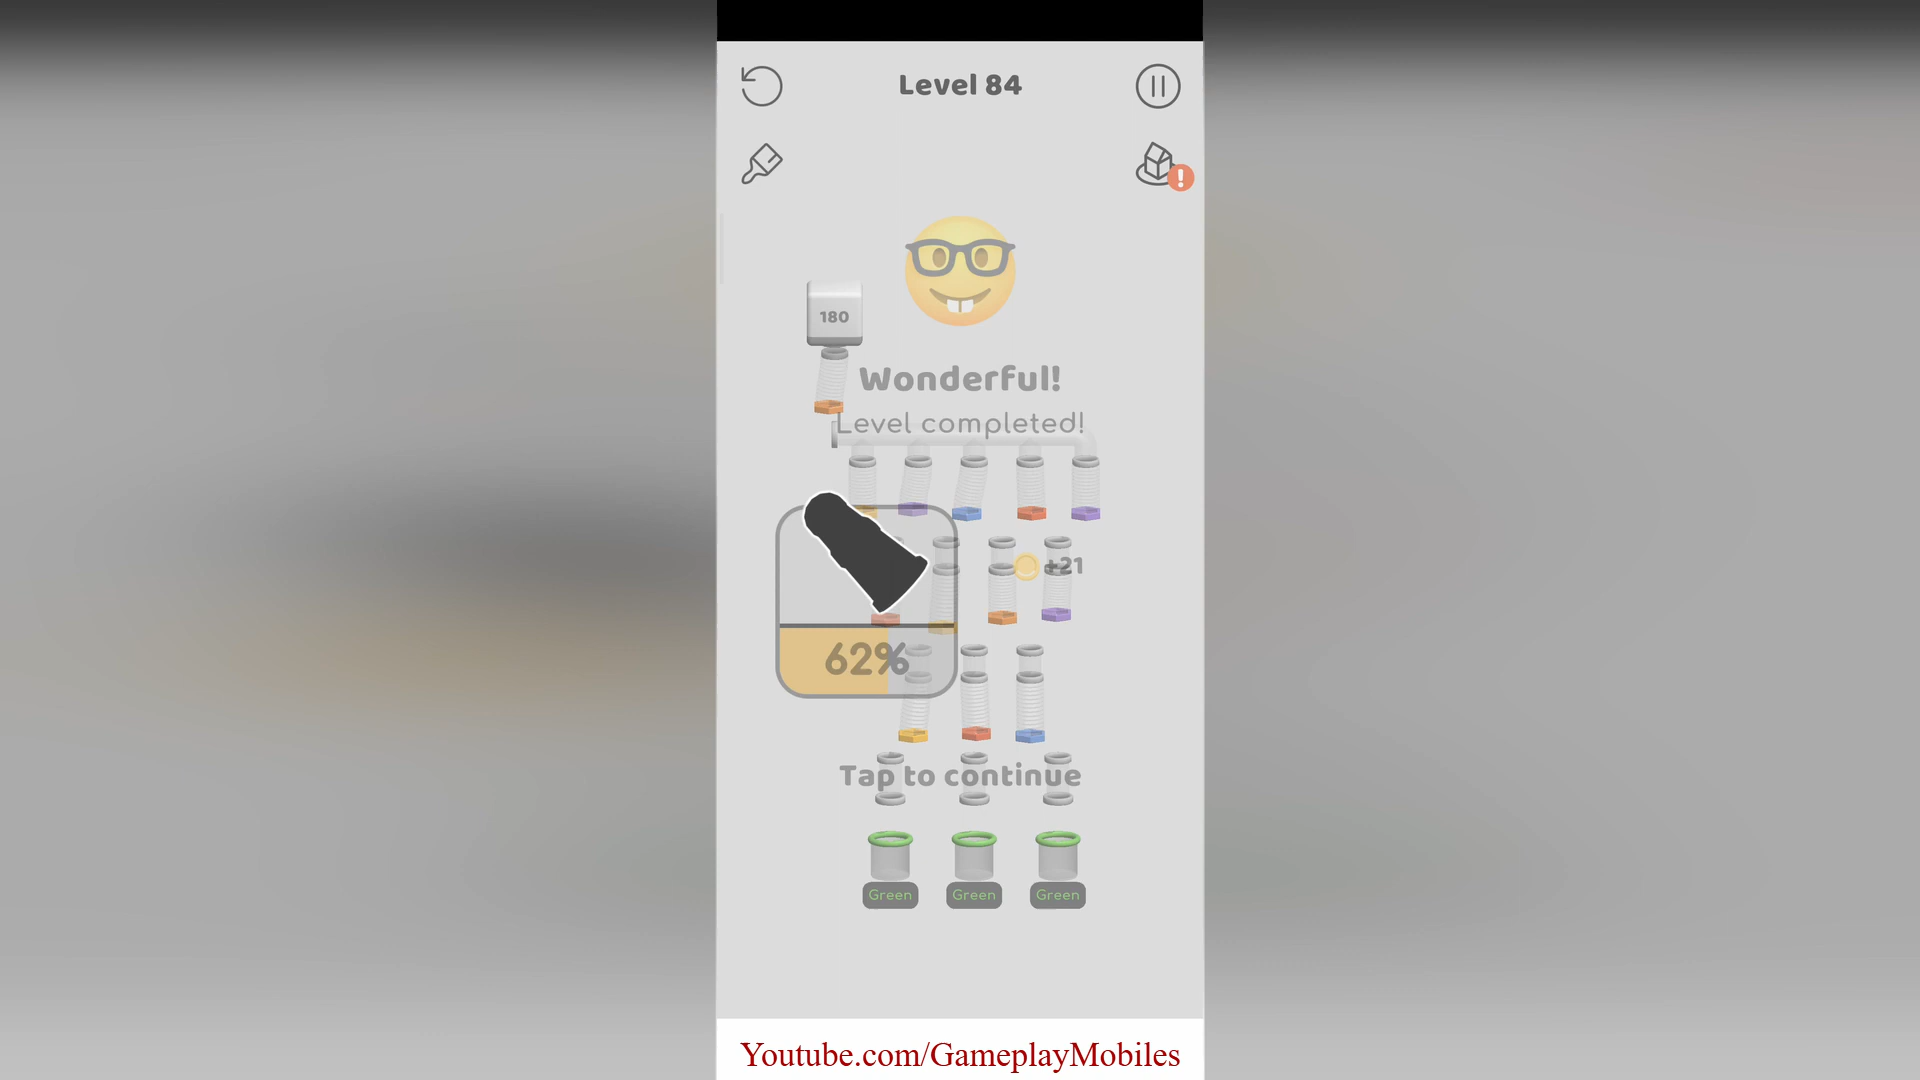 Level 84
!
180
Wonderful!
Level completed!
+21
62%
Tap to continue
Green
Green
Green
Youtube.com/GameplayMobiles